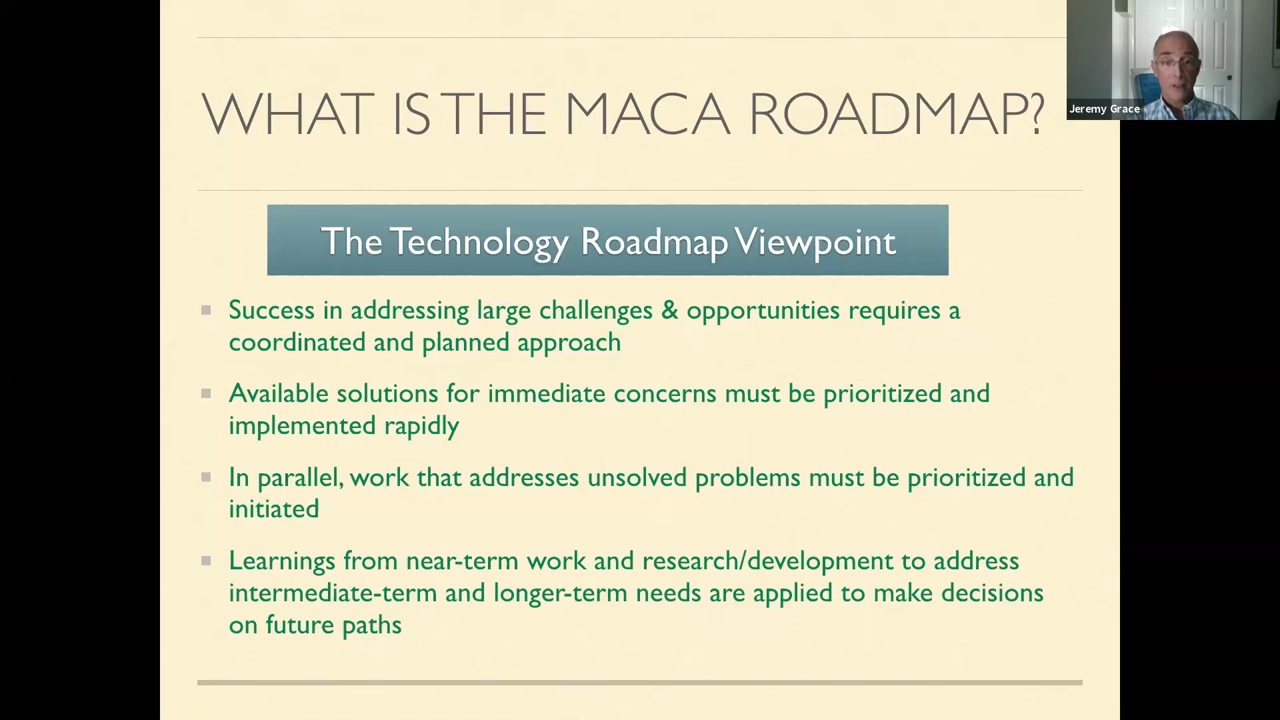 WHAT IS THE MACA ROADMAP?
Jeremy Grace
The Technology Roadmap Viewpoint
Success in addressing large challenges & opportunities requires a
coordinated and planned approach
Available solutions for immediate concerns must be prioritized and
implemented rapidly
In parallel, work that addresses unsolved problems must be prioritized and
initiated
Learnings from near-term work and research/development to address
intermediate-term and longer-term needs are applied to make decisions
on future paths